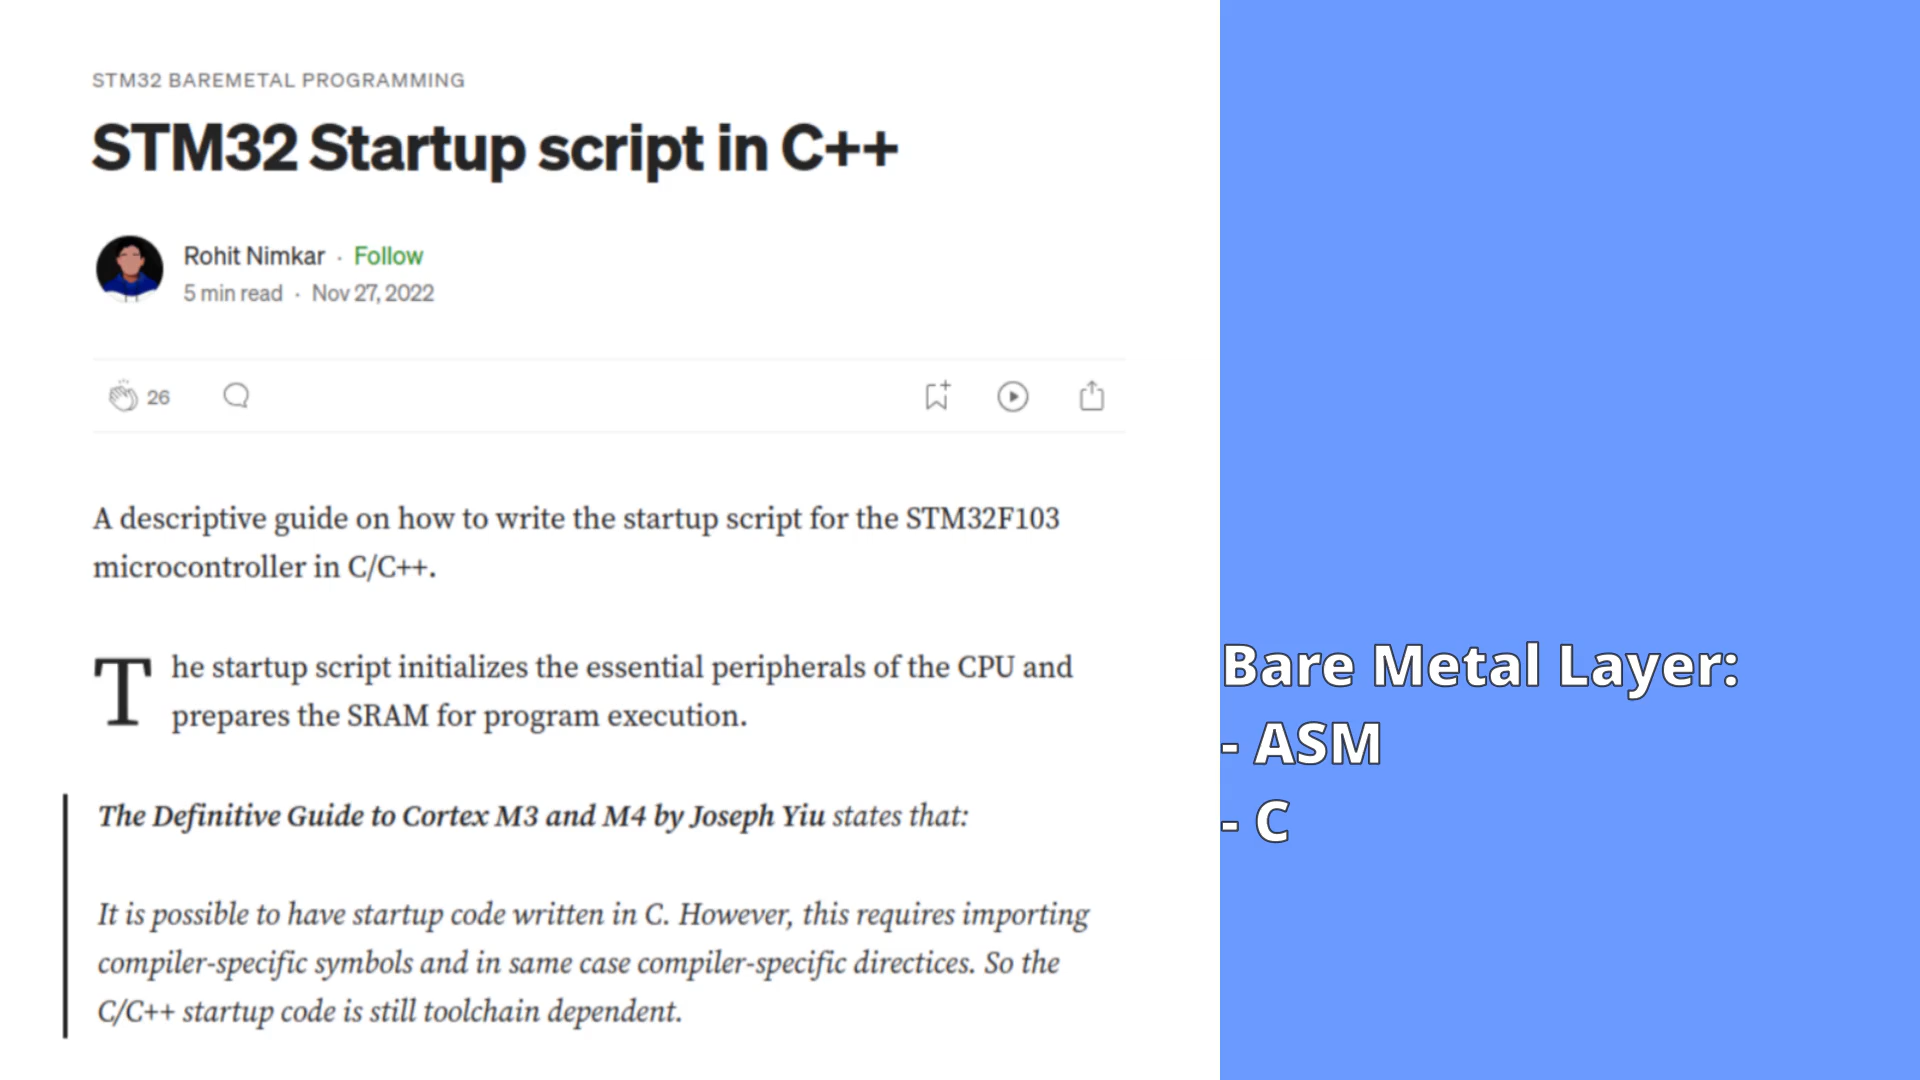 STM32 BAREMETAL PROGRAMMING
STM32 Startup script in C++
Rohit Nimkar · Follow
5 min read · Nov 27, 2022
26
A descriptive guide on how to write the startup script for the STM32F103
microcontroller in C/C++.
The startup script initializes the essential peripherals of the CPU and
prepares the SRAM for program execution.
The Definitive Guide to Cortex M3 and M4 by Joseph Yiu states that:
It is possible to have startup code written in C. However, this requires importing
compiler-specific symbols and in same case compiler-specific directices. So the
C/C++ startup code is still toolchain dependent.
Bare Metal Layer:
- ASM
- C